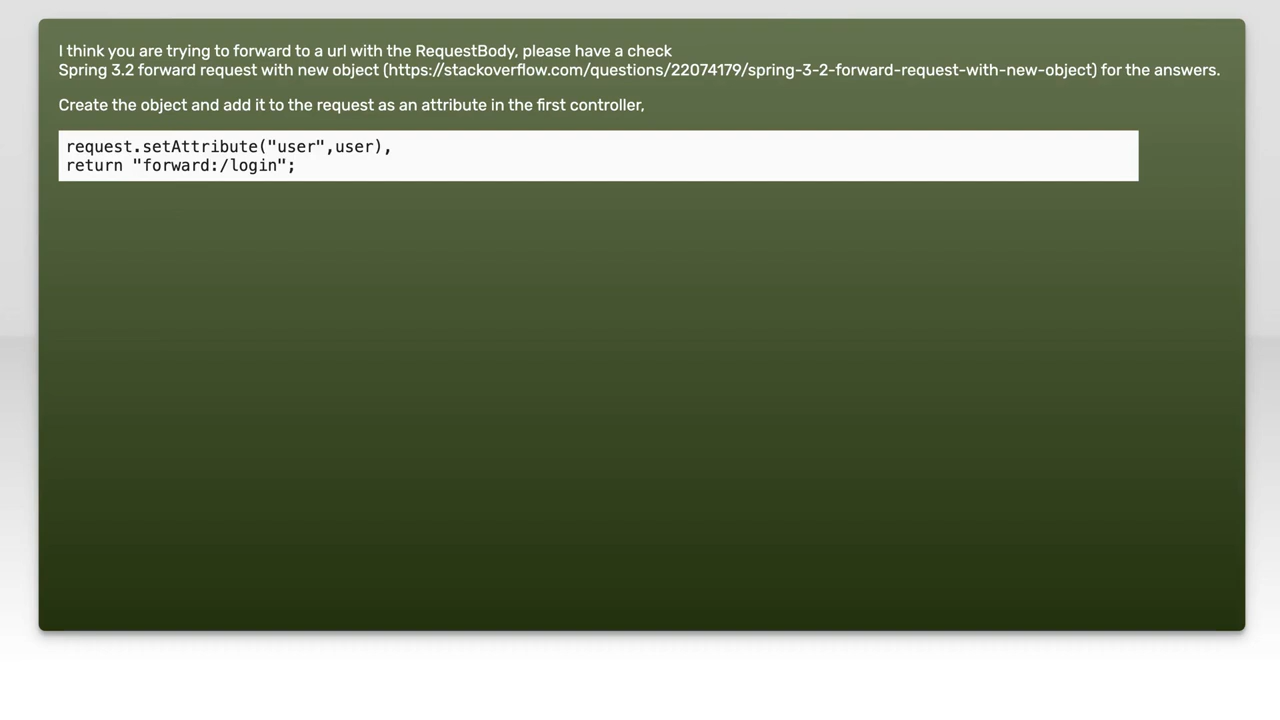 I think you are trying to forward to a url with the RequestBody, please have a check
Spring 3.2 forward request with new object (https://stackoverflow.com/questions/22074179/spring-3-2-forward-request-with-new-object) for the answers.
Create the object and add it to the request as an attribute in the first controller,
request.setAttribute("user",user),
return "forward:/login";